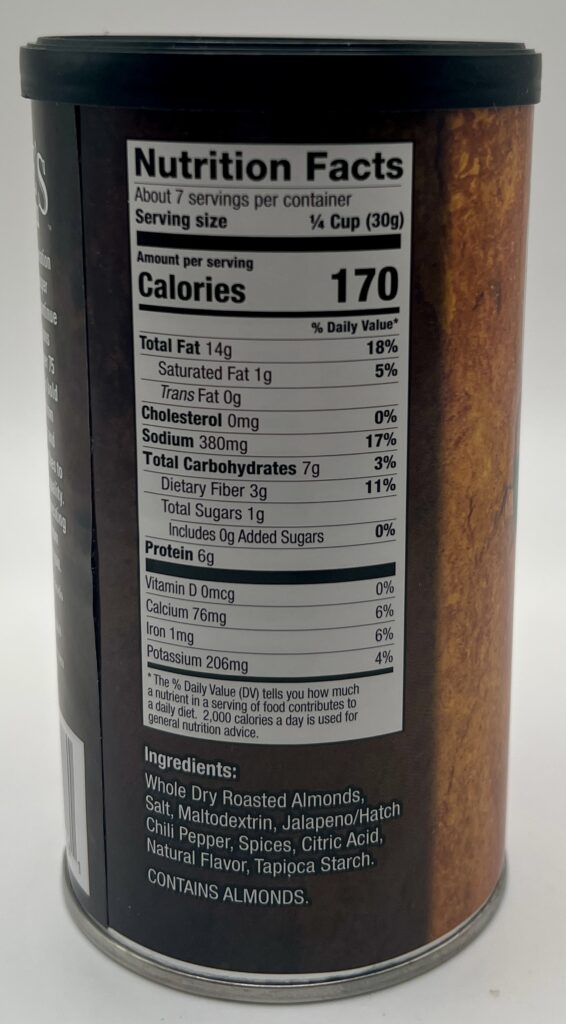 Nutrition Facts
About 7 servings per container
Serving size ¼ Cup (30g)
Amount per serving
Calories 170
% Daily Value*
Total Fat 14g 18%
Saturated Fat 1g 5%
Trans Fat 0g
Cholesterol 0mg 0%
Sodium 380mg 17%
Total Carbohydrates 7g 3%
Dietary Fiber 3g 11%
Total Sugars 1g
Includes 0g Added Sugars 0%
Protein 6g
Vitamin D 0mcg 0%
Calcium 76mg 6%
Iron 1mg 6%
Potassium 206mg 4%
* The % Daily Value (DV) tells you how much
a nutrient in a serving of food contributes to
a daily diet. 2,000 calories a day is used for
general nutrition advice.
Ingredients:
Whole Dry Roasted Almonds,
Salt, Maltodextrin, Jalapeno/Hatch
Chili Pepper, Spices, Citric Acid,
Natural Flavor, Tapioca Starch.
CONTAINS ALMONDS.